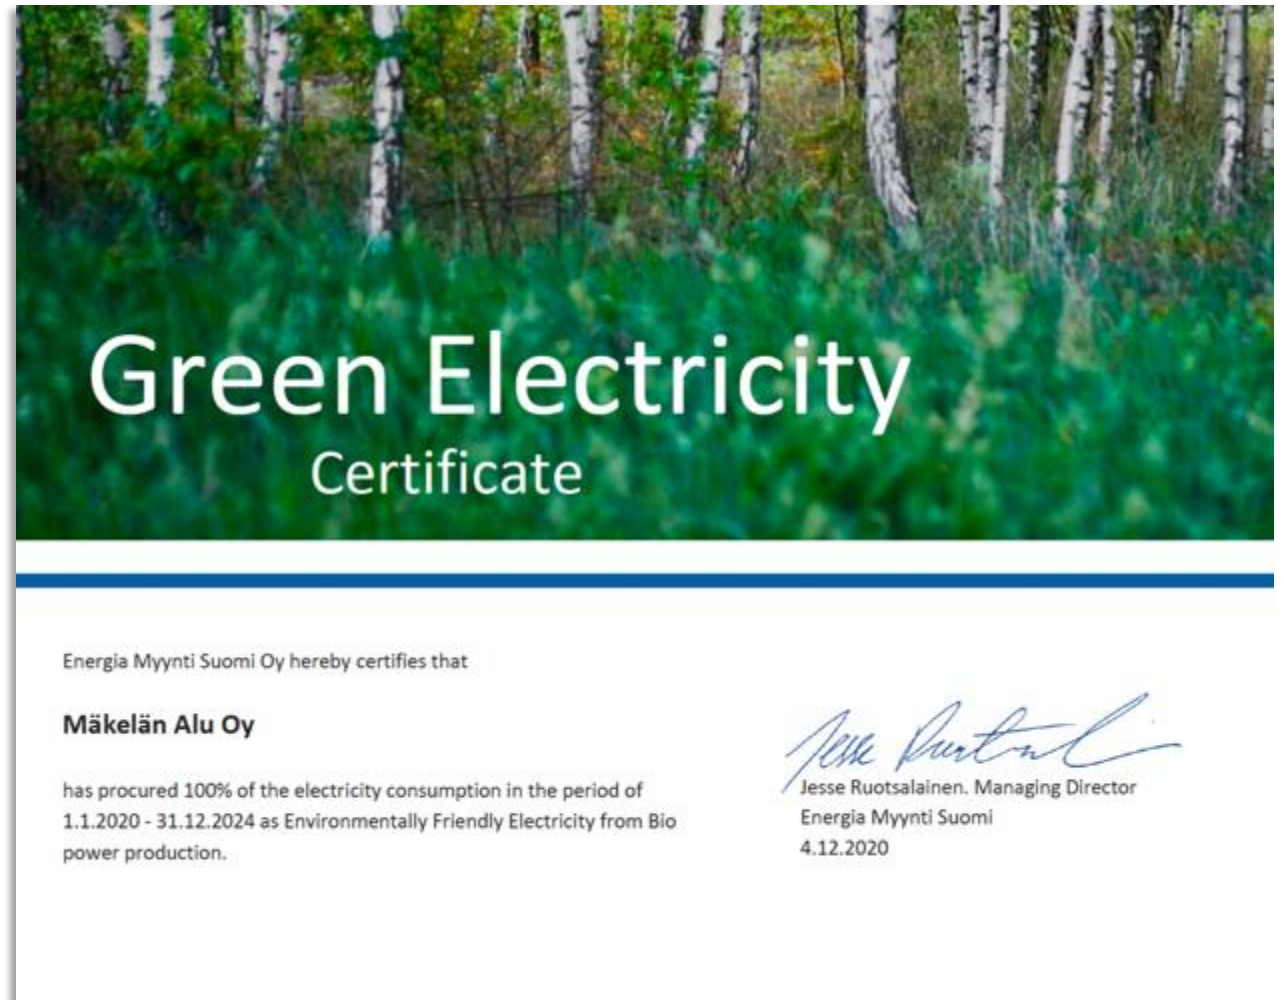 Green Electricity
Certificate
Energia Myynti Suomi Oy hereby certifies that
Mäkelän Alu Oy
has procured 100% of the electricity consumption in the period of
1.1.2020 - 31.12.2024 as Environmentally Friendly Electricity from Bio
power production.
Jesse Ruotsalainen. Managing Director
Energia Myynti Suomi
4.12.2020